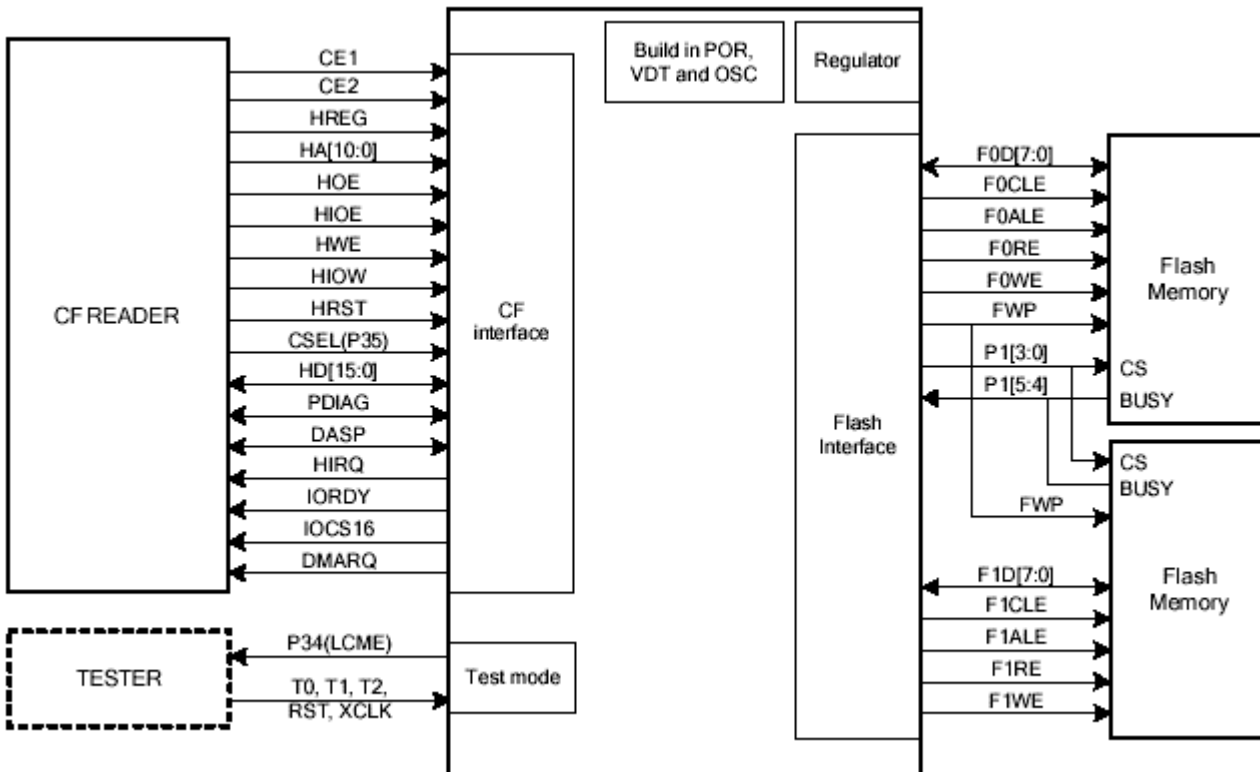 CF READER
CE1
CE2
HREG
HA[10:0]
HOE
HIOE
HWE
HIOW
HRST
CSEL(P35)
HD[15:0]
PDIAG
DASP
HIRQ
IORDY
IOCS16
DMARQ
TESTER
P34(LCME)
T0, T1, T2,
RST, XCLK
CF
interface
Test mode
Build in POR,
VDT and OSC
Regulator
Flash
Interface
F0D[7:0]
F0CLE
F0ALE
F0RE
F0WE
FWP
P1[3:0]
P1[5:4]
Flash
Memory
CS
BUSY
CS
BUSY
FWP
F1D[7:0]
F1CLE
F1ALE
F1RE
F1WE
Flash
Memory